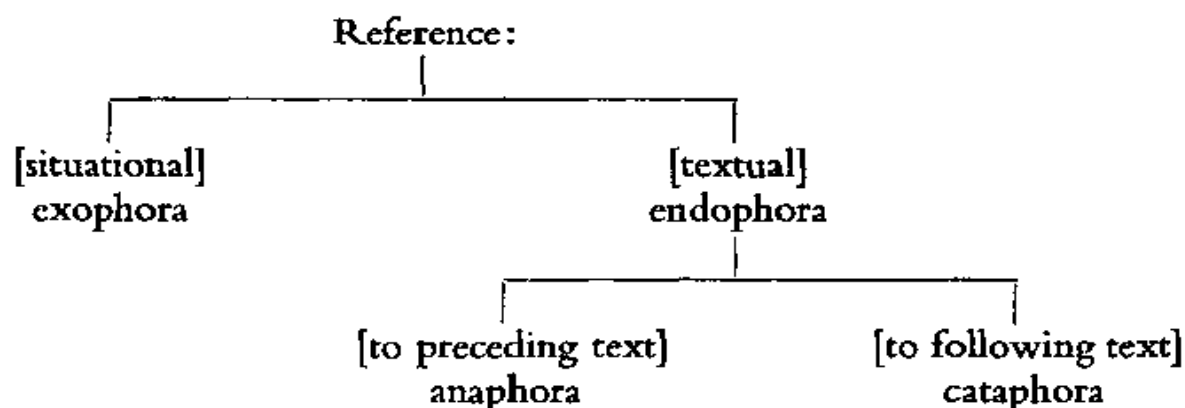 Reference:
[situational] [textual]
exophora endophora
[to preceding text] [to following text]
anaphora cataphora